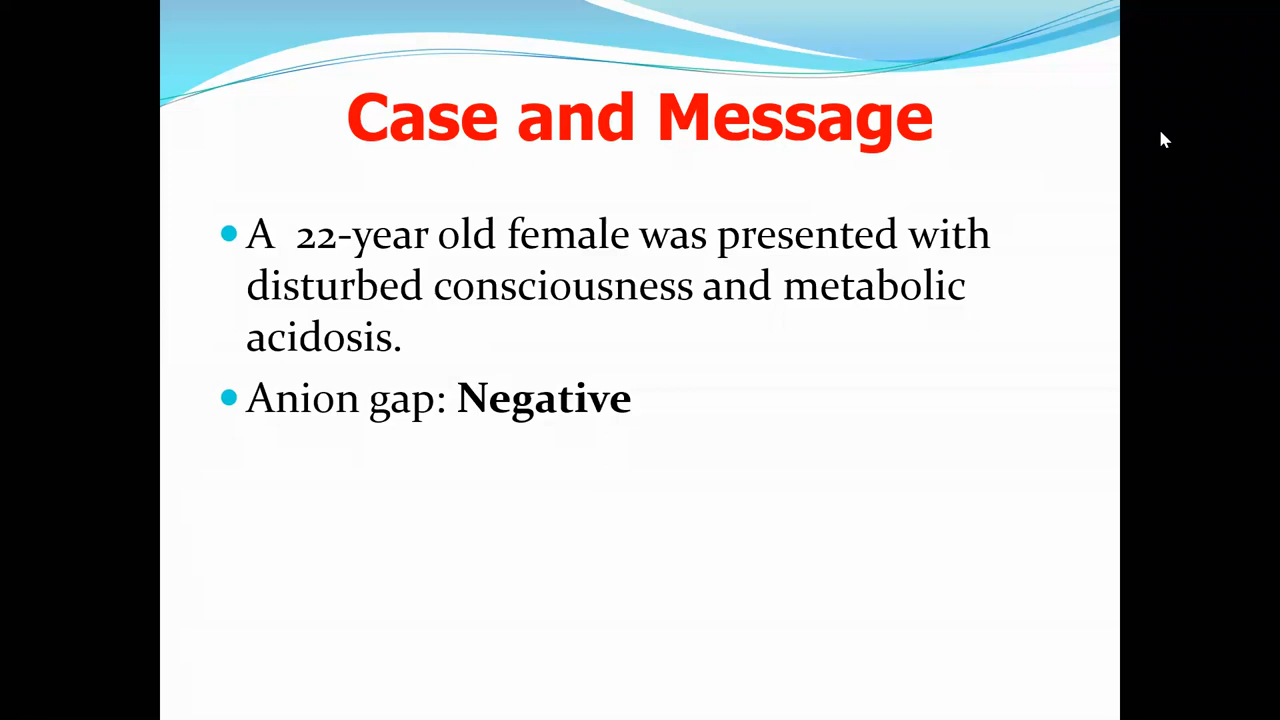 Case and Message
• A 22-year old female was presented with
disturbed consciousness and metabolic
acidosis.
• Anion gap: Negative